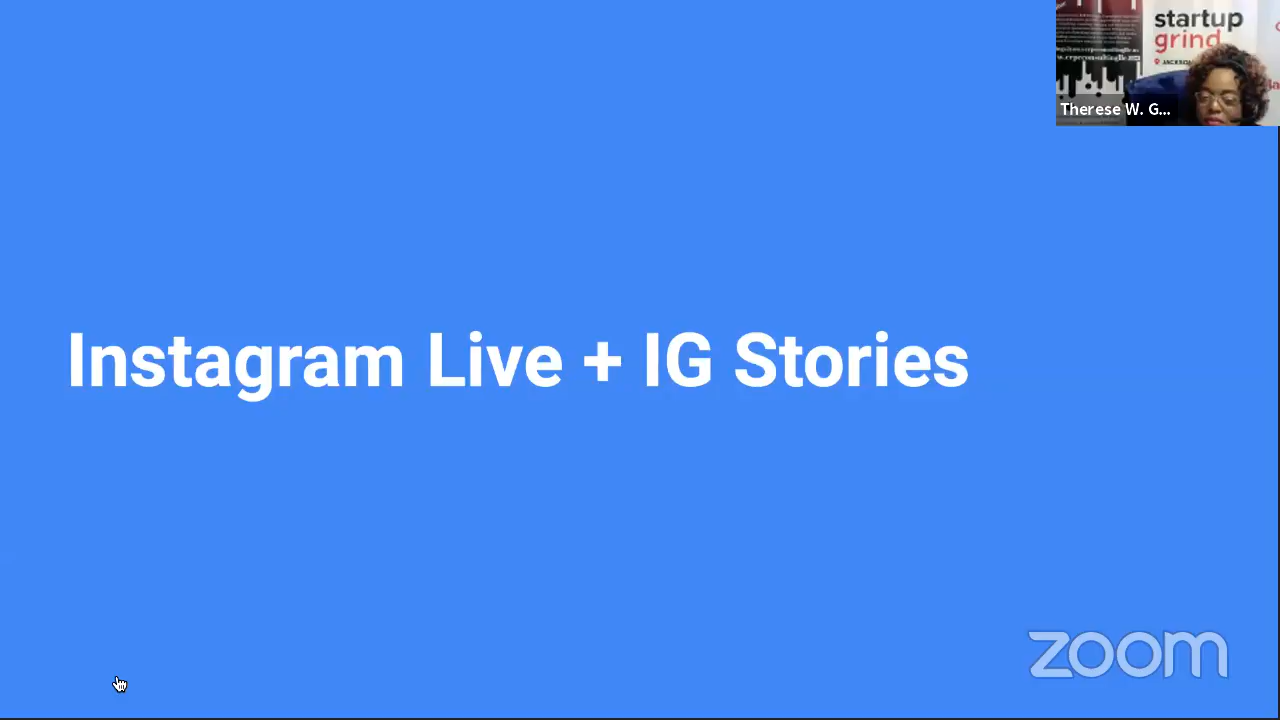 startup
grind
Therese W. G...
Instagram Live + IG Stories
zoom